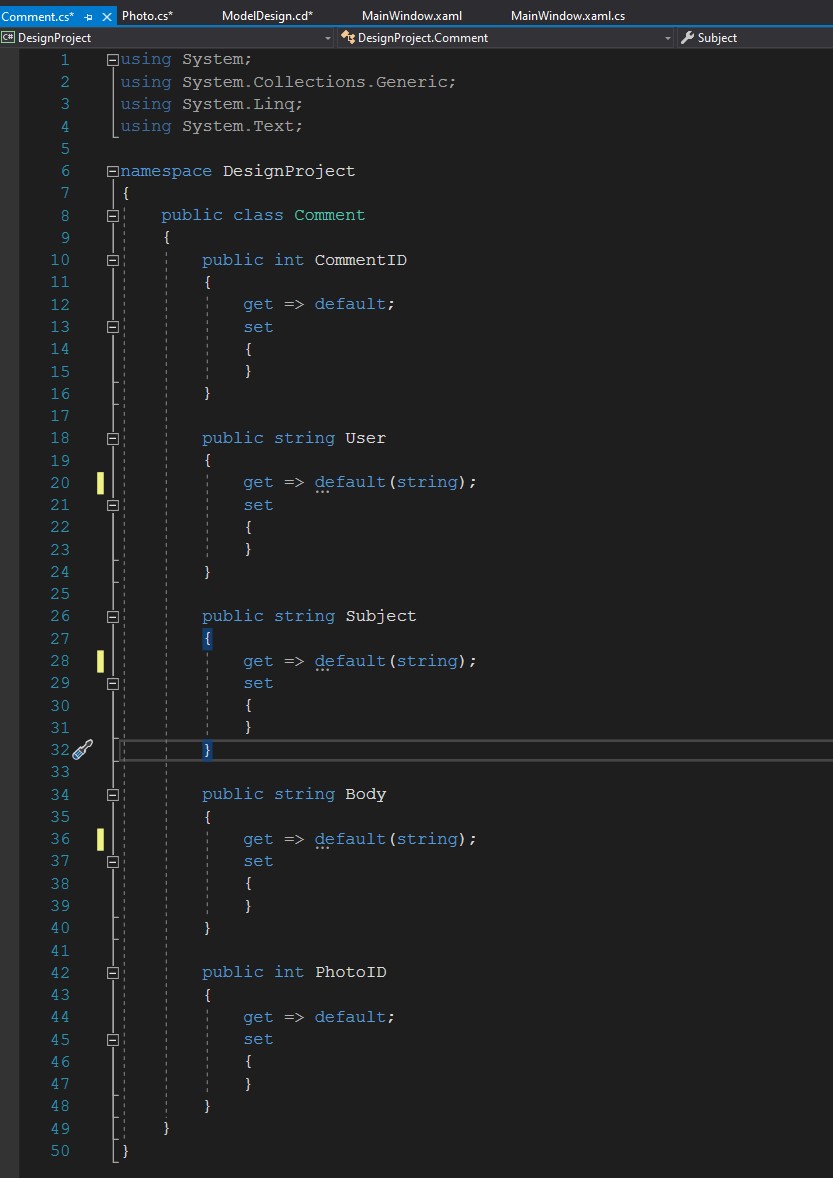 Comment.cs* Photo.cs* ModelDesign.cd* MainWindow.xaml MainWindow.xaml.cs
C# DesignProject DesignProject.Comment Subject
1 using System;
2 using System.Collections.Generic;
3 using System.Linq;
4 using System.Text;
5
6 namespace DesignProject
7 {
8 public class Comment
9 {
10 public int CommentID
11 {
12 get => default;
13 set
14 {
15 }
16 }
17
18 public string User
19 {
20 get => default(string);
21 set
22 {
23 }
24 }
25
26 public string Subject
27 {
28 get => default(string);
29 set
30 {
31 }
32 }
33
34 public string Body
35 {
36 get => default(string);
37 set
38 {
39 }
40 }
41
42 public int PhotoID
43 {
44 get => default;
45 set
46 {
47 }
48 }
49 }
50 }